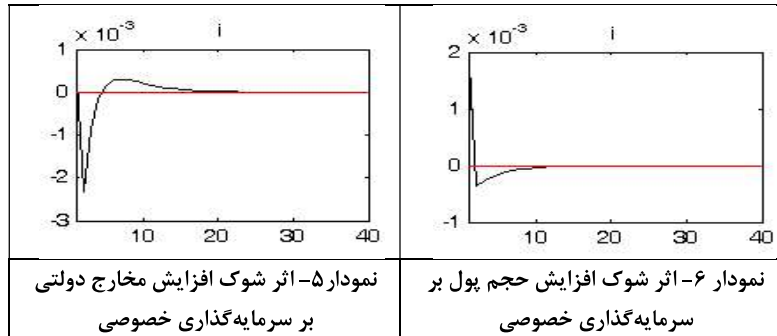 × 10⁻³
i
1
0
-1
-2
-3
10 20 30 40
× 10⁻³
i
2
1
0
-1
10 20 30 40
نمودار ۶- اثر شوک افزایش حجم پول بر
سرمایه‌گذاری خصوصی
نمودار۵- اثر شوک افزایش مخارج دولتی
بر سرمایه‌گذاری خصوصی